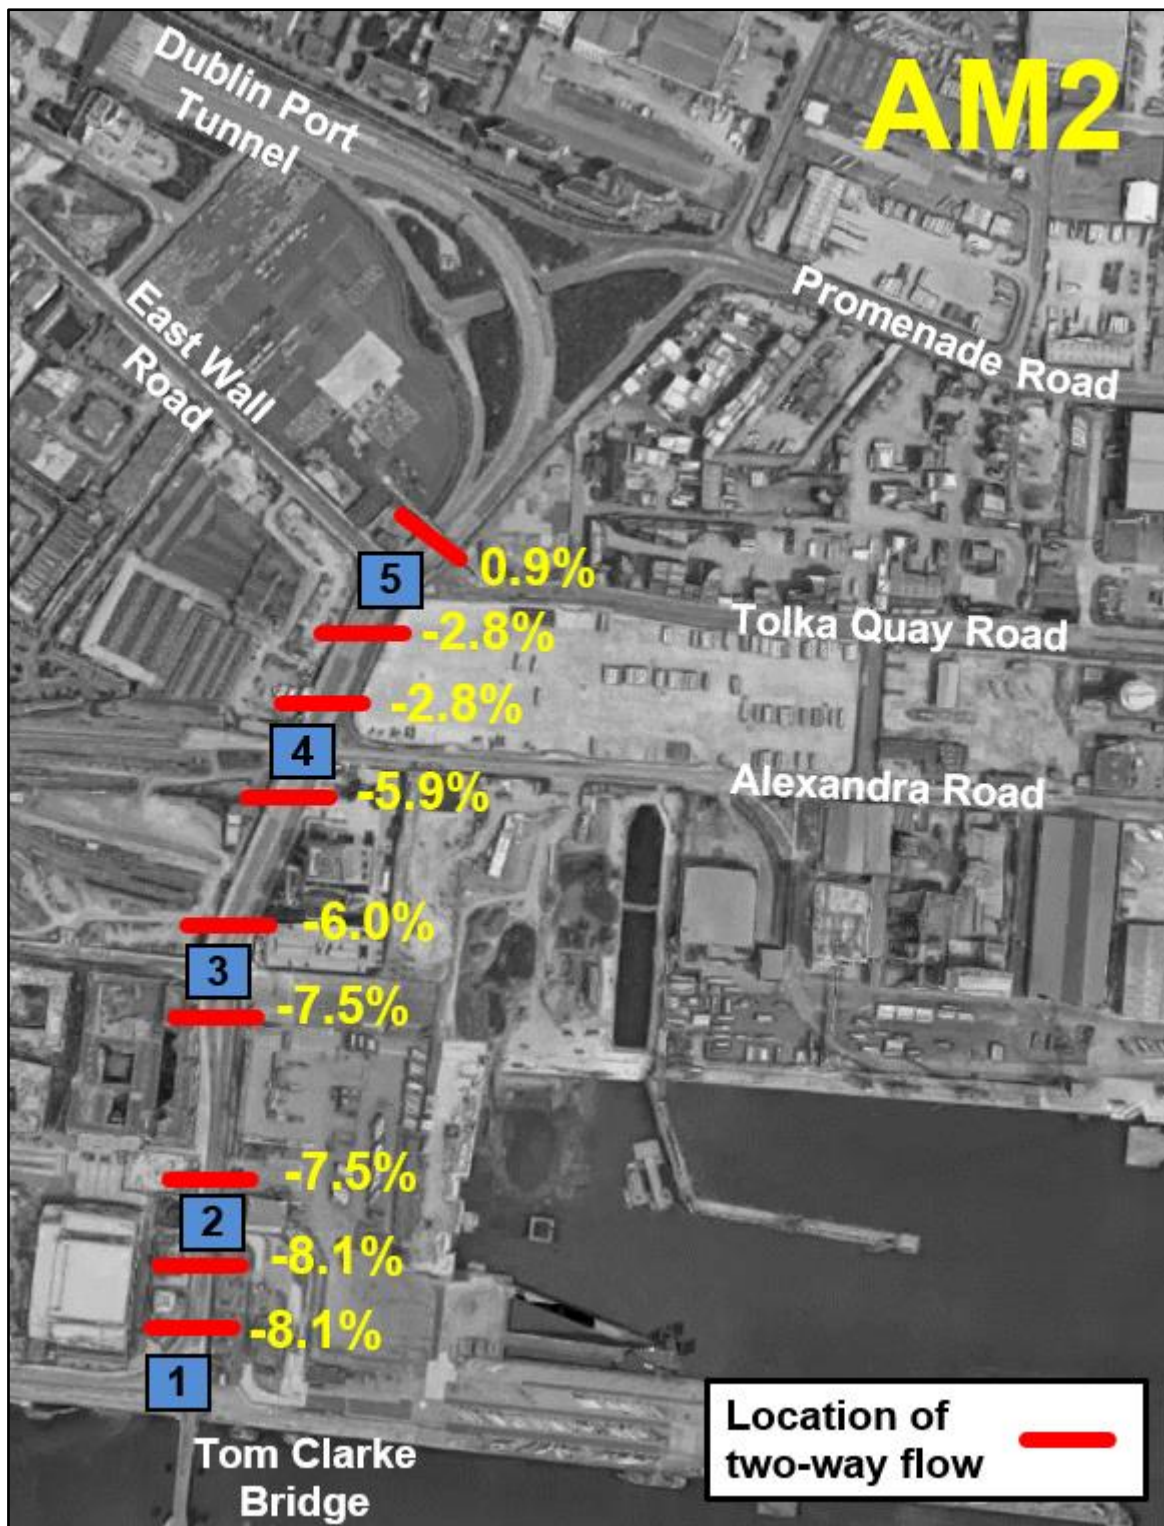 AM2
Dublin Port
Tunnel
Promenade Road
East Wall
Road
5
0.9%
-2.8%
Tolka Quay Road
-2.8%
4
Alexandra Road
-5.9%
-6.0%
3
-7.5%
-7.5%
2
-8.1%
-8.1%
1
Tom Clarke
Bridge
Location of
two-way flow